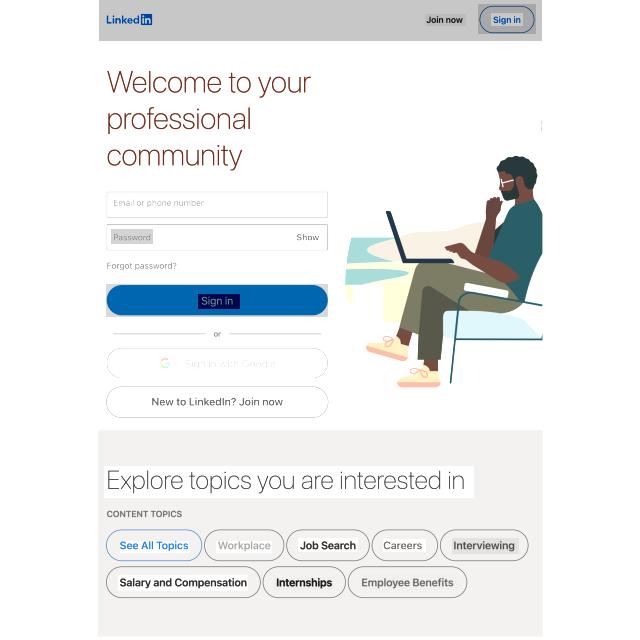 LinkedIn
Join now
Sign in
Welcome to your
professional
community
Email or phone number
Password
Show
Forgot password?
Sign in
or
Sign in with Google
New to LinkedIn? Join now
Explore topics you are interested in
CONTENT TOPICS
See All Topics
Workplace
Job Search
Careers
Interviewing
Salary and Compensation
Internships
Employee Benefits